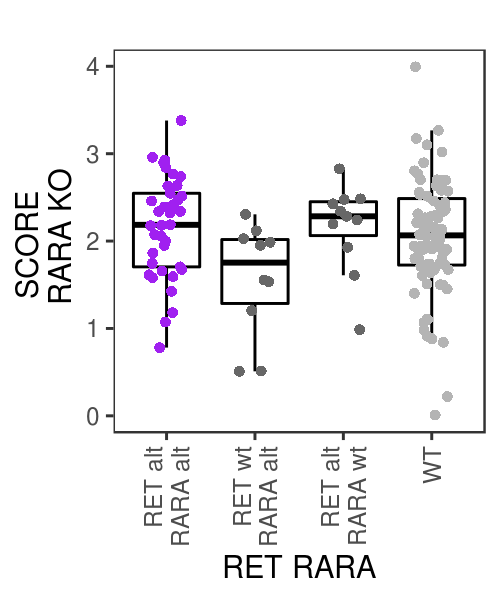 SCORE
RARA KO
4
3
2
1
0
RET alt
RARA alt
RET wt
RARA alt
RET alt
RARA wt
WT
RET RARA